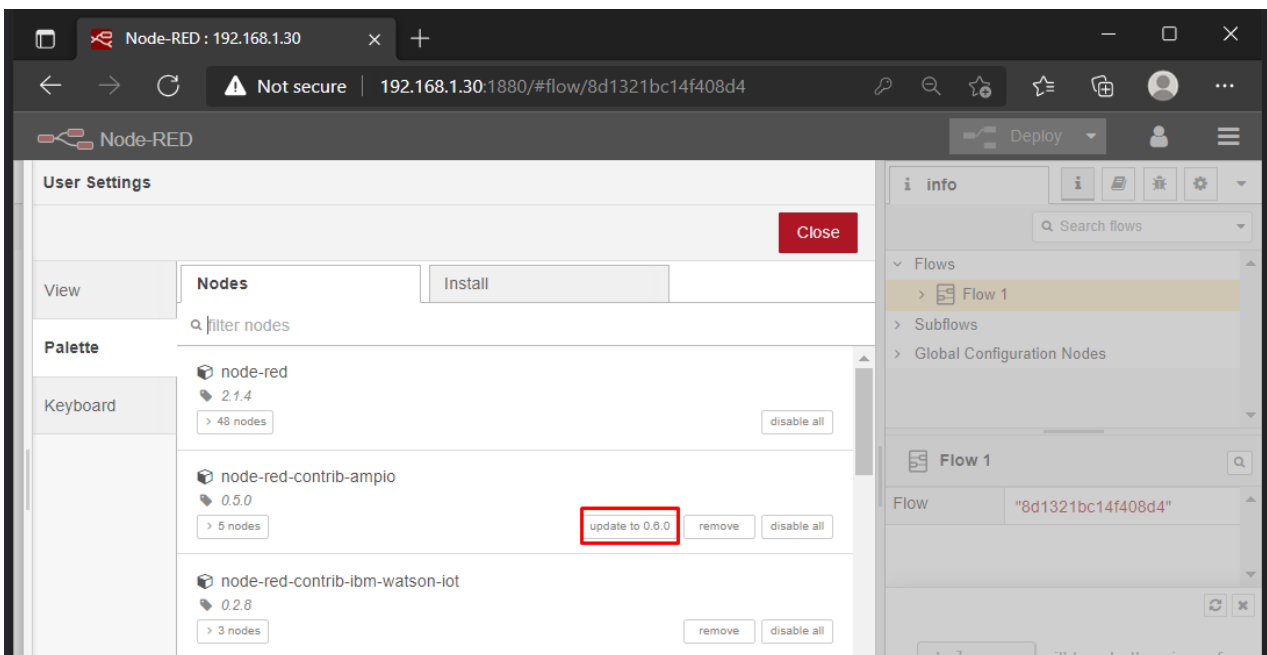 Node-RED : 192.168.1.30
Not secure 192.168.1.30:1880/#flow/8d1321bc14f408d4
Node-RED
Deploy
User Settings
Close
View
Palette
Keyboard
Nodes
Install
filter nodes
node-red
2.1.4
> 48 nodes
disable all
node-red-contrib-ampio
0.5.0
> 5 nodes
update to 0.6.0
remove
disable all
node-red-contrib-ibm-watson-iot
0.2.8
> 3 nodes
remove
disable all
i info
i
Search flows
Flows
Flow 1
Subflows
Global Configuration Nodes
Flow 1
Flow "8d1321bc14f408d4"